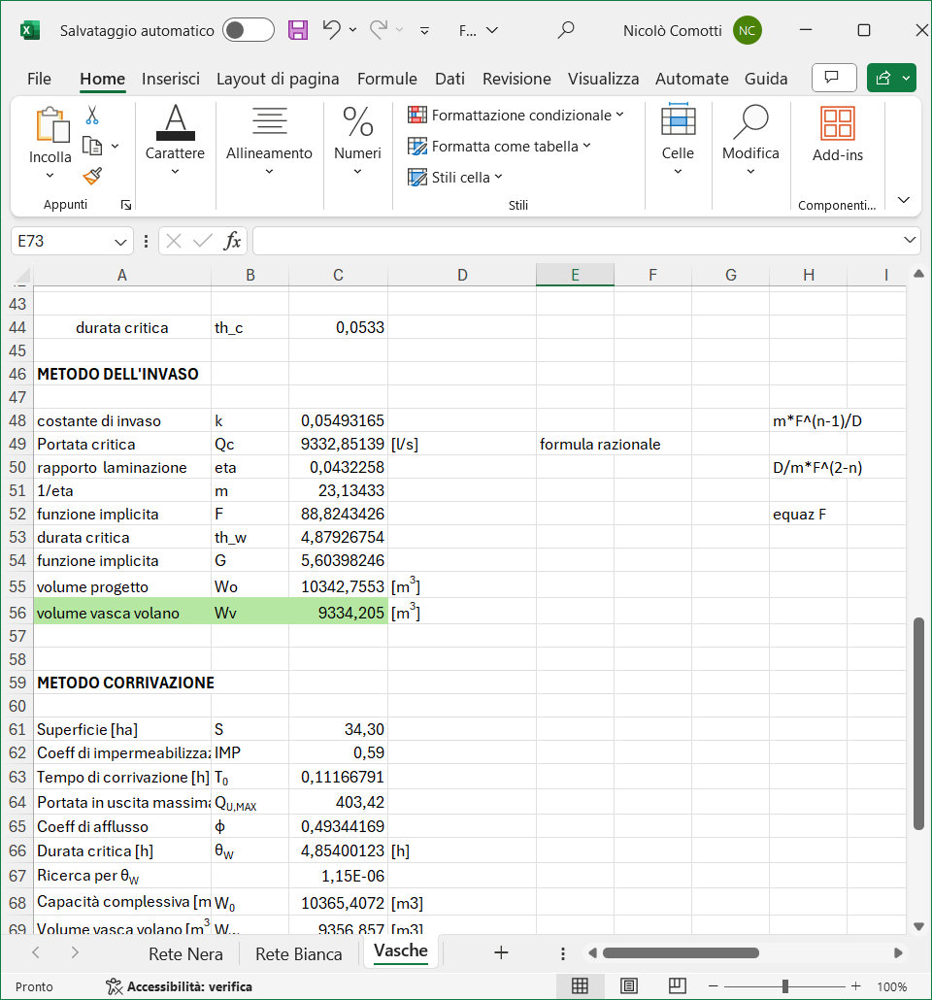 Salvataggio automatico F... Nicolò Comotti NC
File Home Inserisci Layout di pagina Formule Dati Revisione Visualizza Automate Guida
Incolla Carattere Allineamento Numeri Formattazione condizionale Formatta come tabella Stili cella Celle Modifica Add-ins
Appunti Stili Componenti...
E73 fx
A B C D E F G H I
43
44 durata critica th_c 0,0533
45
46 METODO DELL'INVASO
47
48 costante di invaso k 0,05493165 m*F^(n-1)/D
49 Portata critica Qc 9332,85139 [l/s] formula razionale
50 rapporto laminazione eta 0,0432258 D/m*F^(2-n)
51 1/eta m 23,13433
52 funzione implicita F 88,8243426 equaz F
53 durata critica th_w 4,87926754
54 funzione implicita G 5,60398246
55 volume progetto Wo 10342,7553 [m³]
56 volume vasca volano Wv 9334,205 [m³]
57
58
59 METODO CORRIVAZIONE
60
61 Superficie [ha] S 34,30
62 Coeff di impermeabilizzaz IMP 0,59
63 Tempo di corrivazione [h] T₀ 0,11166791
64 Portata in uscita massima Q_U,MAX 403,42
65 Coeff di afflusso ϕ 0,49344169
66 Durata critica [h] θ_W 4,85400123 [h]
67 Ricerca per θ_W 1,15E-06
68 Capacità complessiva [m W₀ 10365,4072 [m3]
69 Volume vasca volano [m³ W 9356,857 [m3]
Rete Nera Rete Bianca Vasche
Pronto Accessibilità: verifica 100%